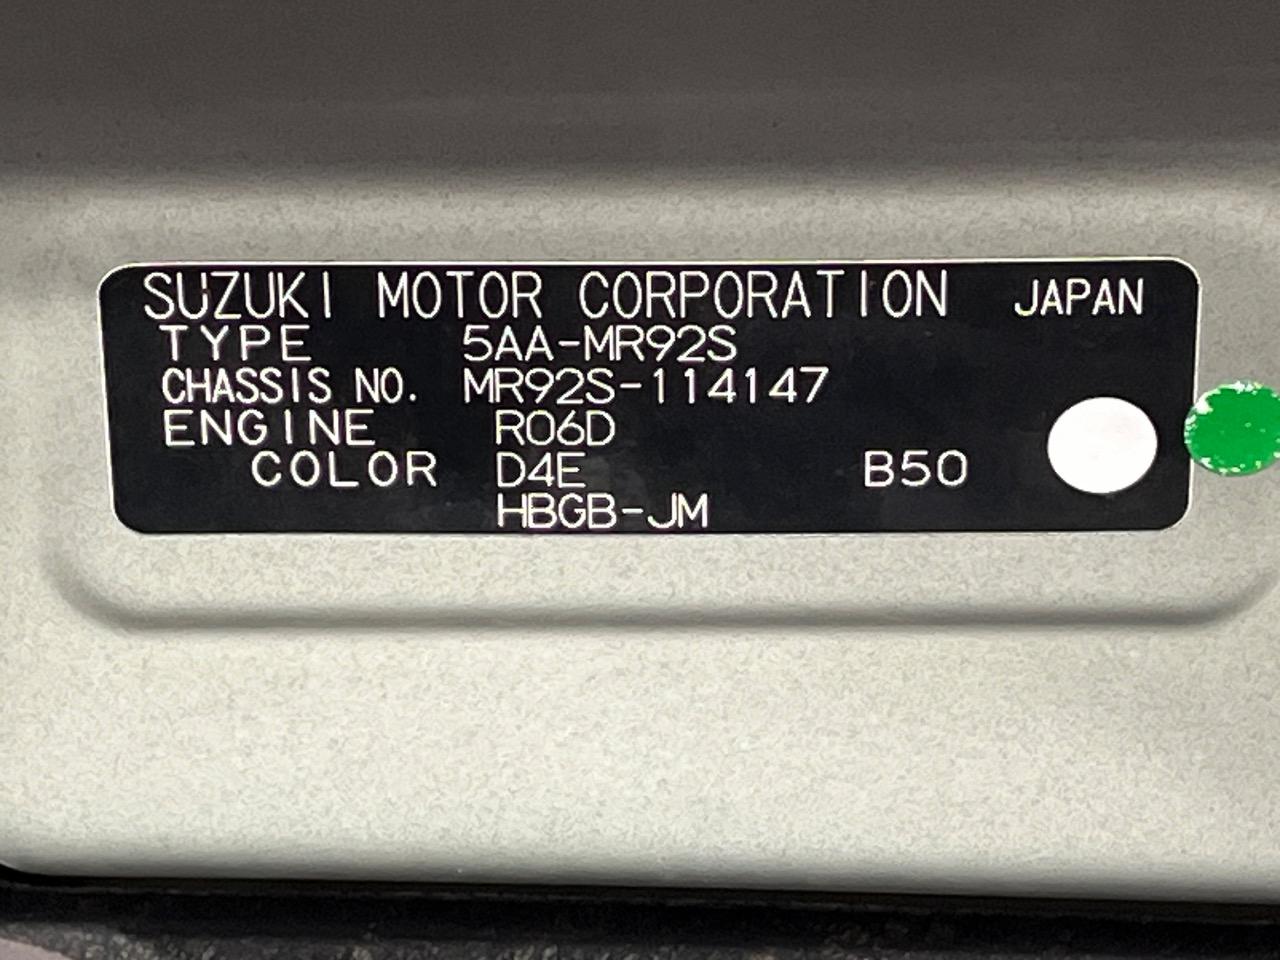 SUZUKI MOTOR CORPORATION JAPAN
TYPE 5AA-MR92S
CHASSIS NO. MR92S-114147
ENGINE R06D
COLOR D4E B50
HBGB-JM